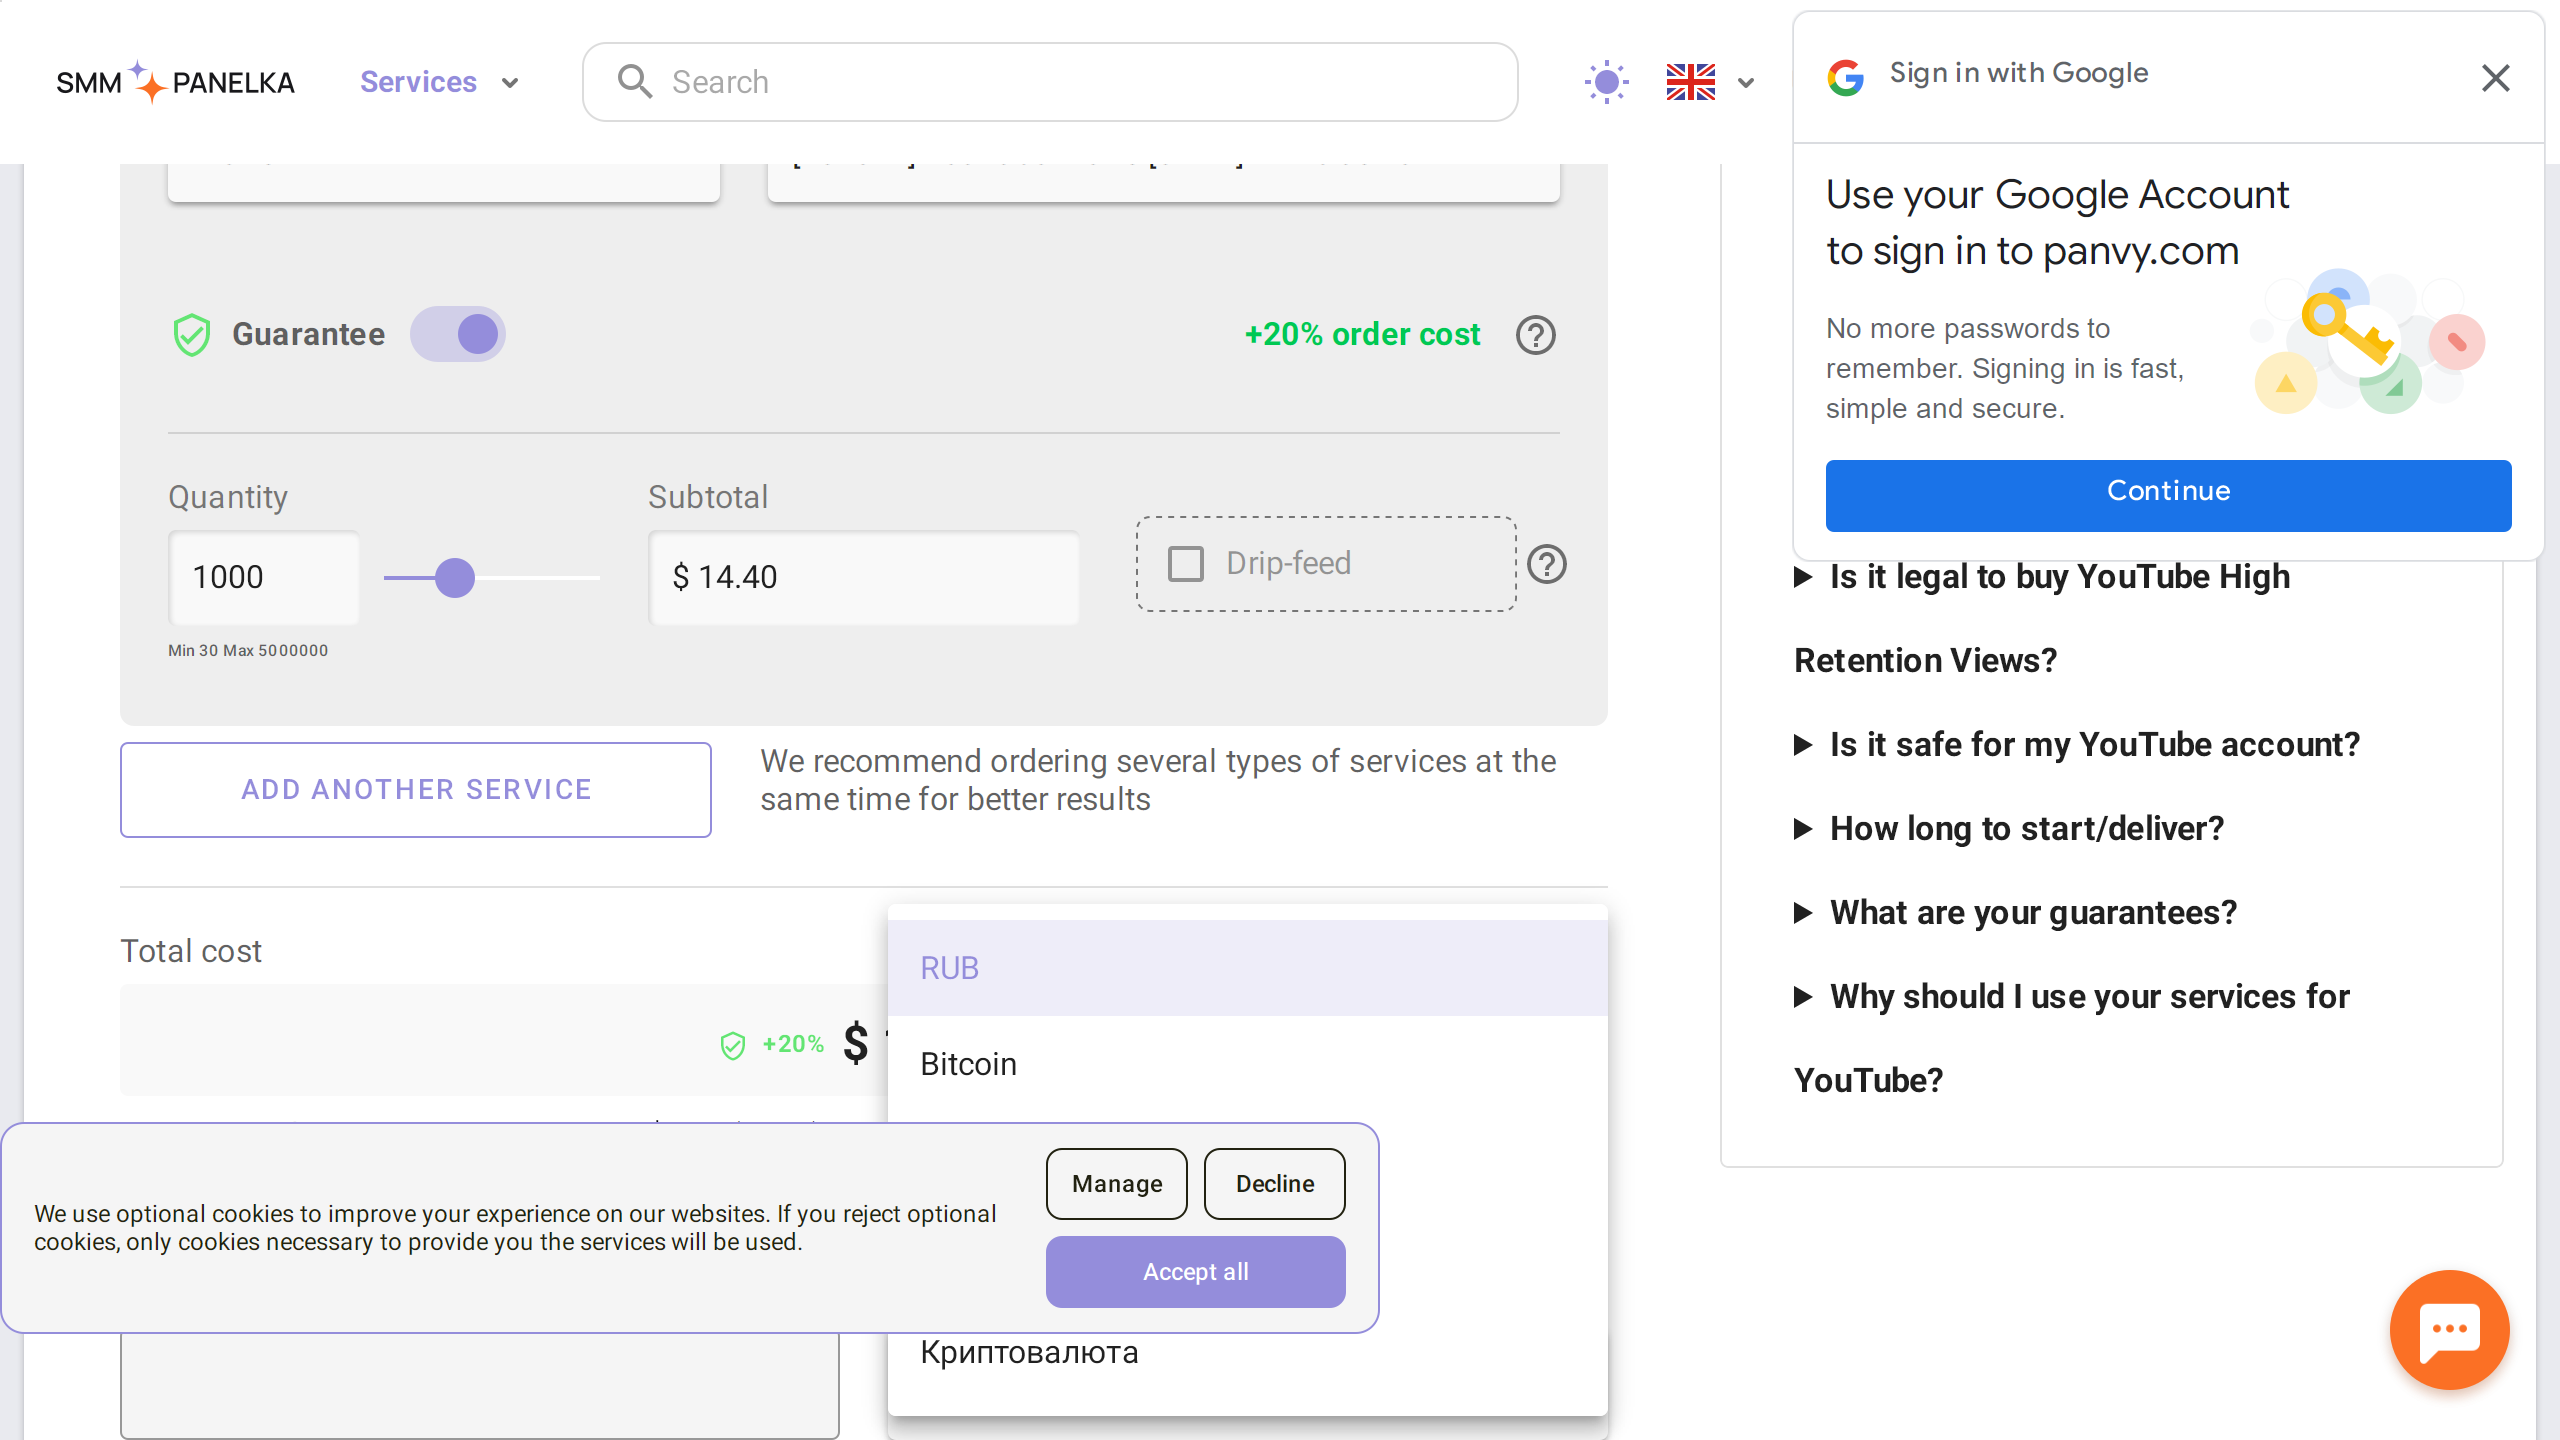 SMM PANELKA
Services
Search
Sign in with Google
Use your Google Account
to sign in to panvy.com
No more passwords to
remember. Signing in is fast,
simple and secure.
Continue
Guarantee
+20% order cost
Quantity
Subtotal
1000
$ 14.40
Drip-feed
Min 30 Max 5000000
ADD ANOTHER SERVICE
We recommend ordering several types of services at the
same time for better results
Total cost
+20% $
RUB
Bitcoin
Криптовалюта
We use optional cookies to improve your experience on our websites. If you reject optional
cookies, only cookies necessary to provide you the services will be used.
Manage
Decline
Accept all
Is it legal to buy YouTube High
Retention Views?
Is it safe for my YouTube account?
How long to start/deliver?
What are your guarantees?
Why should I use your services for
YouTube?